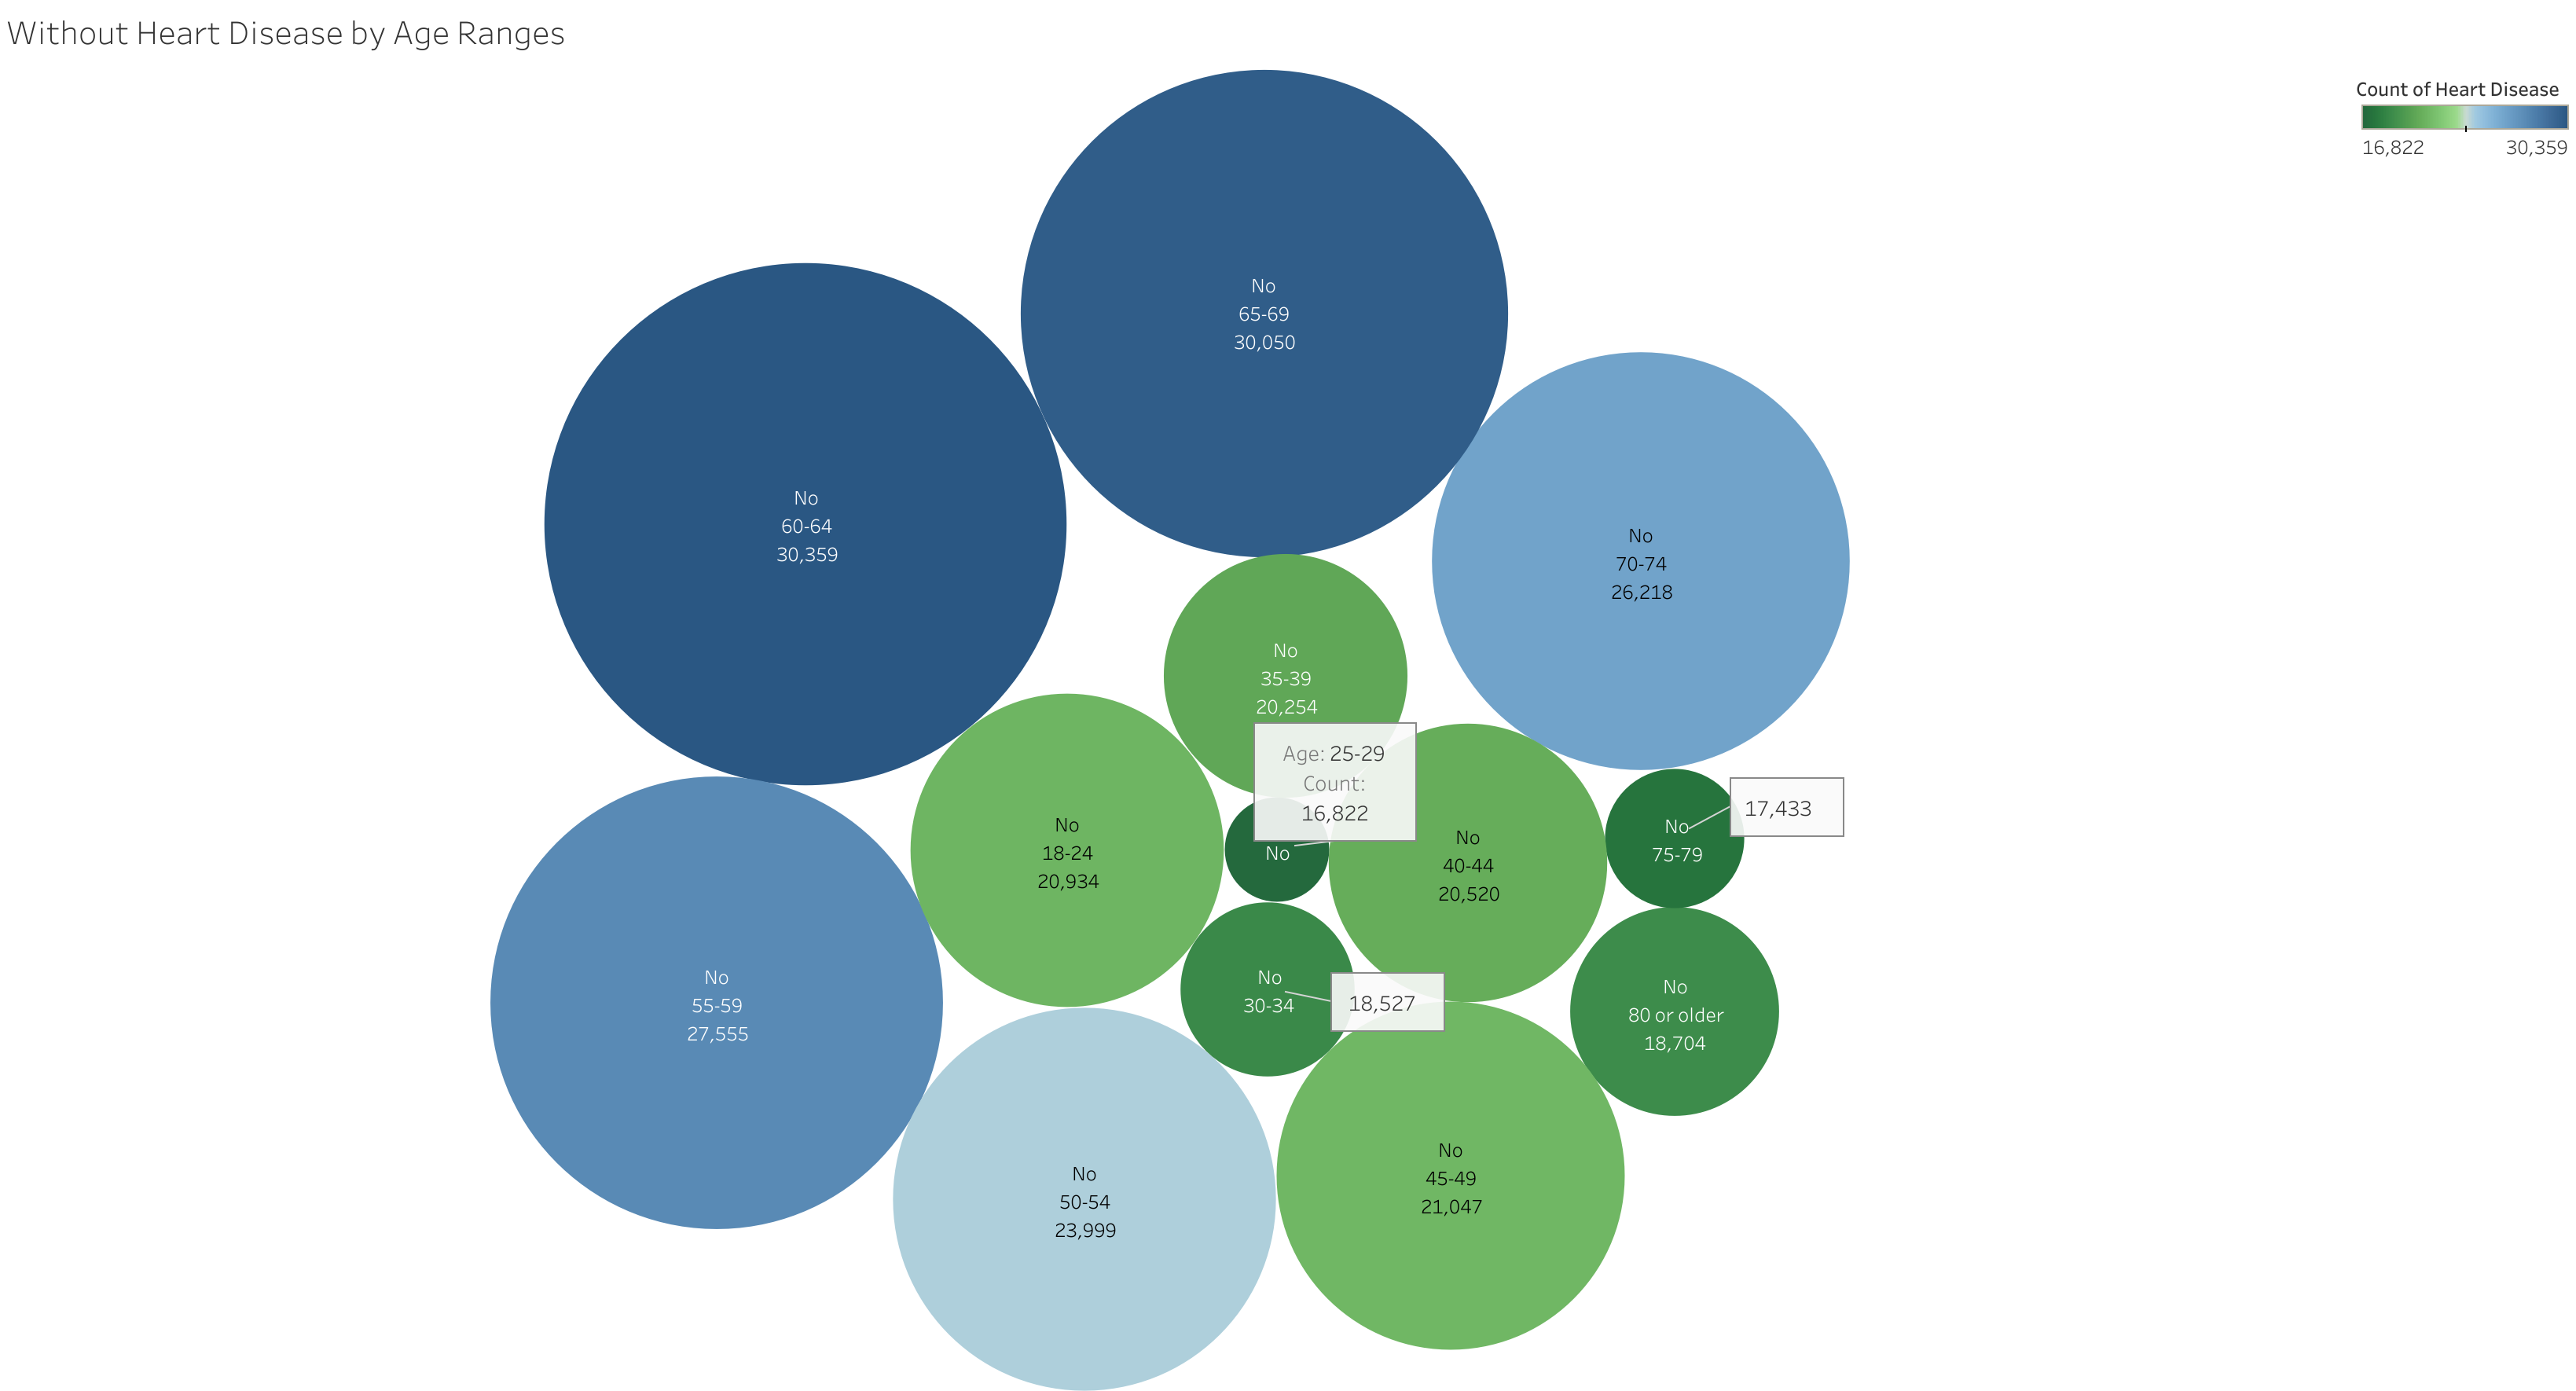 Without Heart Disease by Age Ranges
Count of Heart Disease
16,822 30,359
No
65-69
30,050
No
60-64
30,359
No
70-74
26,218
No
35-39
20,254
Age: 25-29
Count:
16,822
No
No
18-24
20,934
No
40-44
20,520
No
75-79
17,433
No
30-34
18,527
No
80 or older
18,704
No
55-59
27,555
No
50-54
23,999
No
45-49
21,047